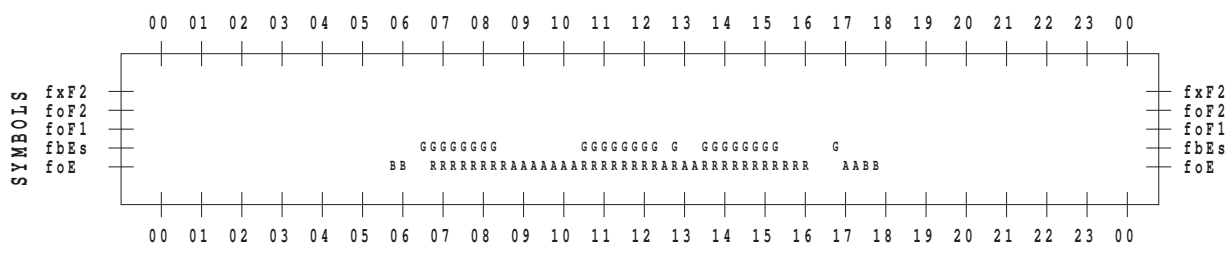 00 01 02 03 04 05 06 07 08 09 10 11 12 13 14 15 16 17 18 19 20 21 22 23 00
SYMBOLS
fxF2 fxF2
foF2 foF2
foF1 foF1
fbEs GGGGGGGG GGGGGGGG G GGGGGGGG G fbEs
foE BB RRRRRRRRAAAAAAARRRRRRRRARAARRRRRRRRRRR AABB foE
00 01 02 03 04 05 06 07 08 09 10 11 12 13 14 15 16 17 18 19 20 21 22 23 00